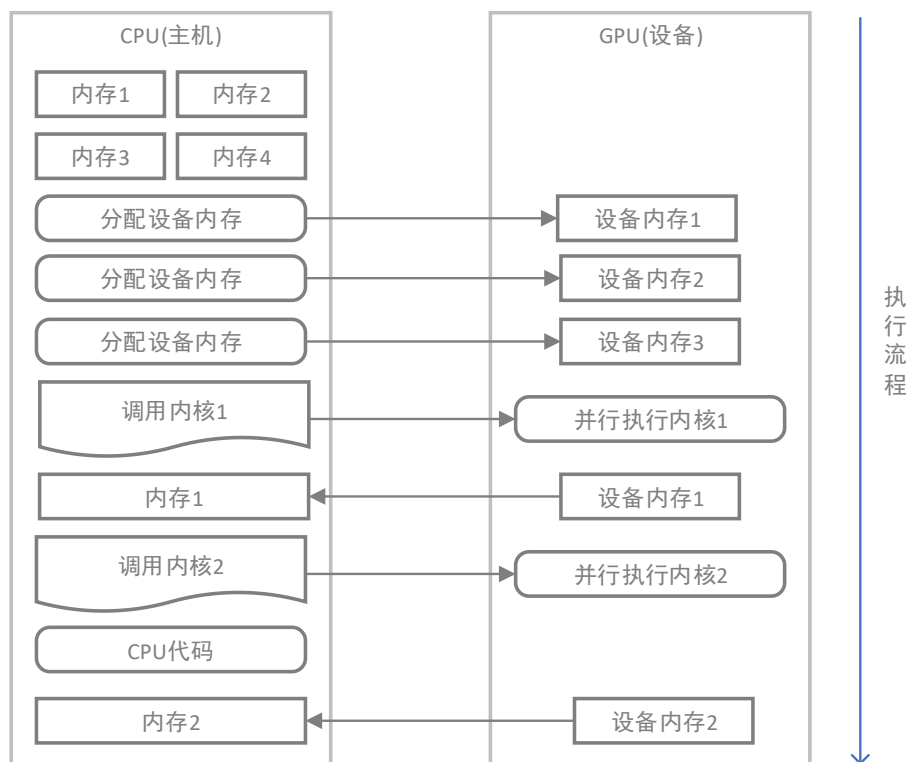 CPU(主机)
GPU(设备)
内存1
内存2
内存3
内存4
分配设备内存
设备内存1
分配设备内存
设备内存2
分配设备内存
设备内存3
调用内核1
并行执行内核1
内存1
设备内存1
调用内核2
并行执行内核2
CPU代码
内存2
设备内存2
执行流程